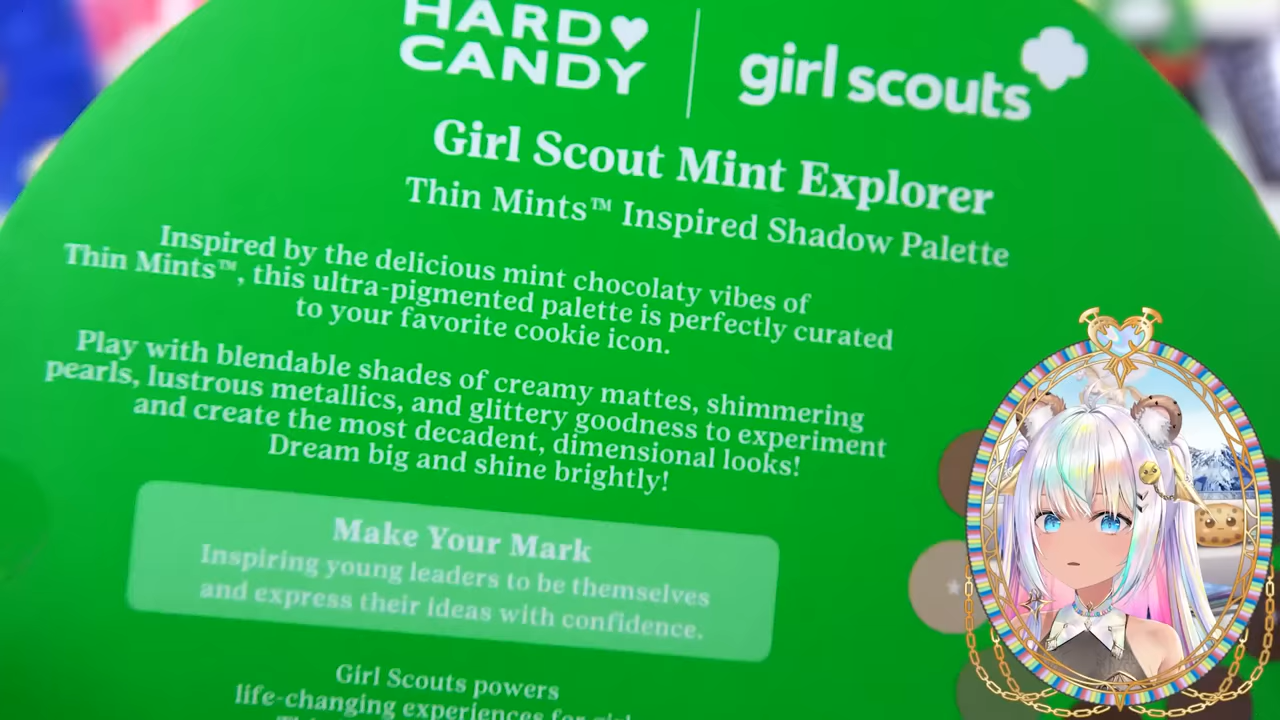 HARD
CANDY
girl scouts
Girl Scout Mint Explorer
Thin Mints™ Inspired Shadow Palette
Inspired by the delicious mint chocolaty vibes of
Thin Mints™, this ultra-pigmented palette is perfectly curated
to your favorite cookie icon.
Play with blendable shades of creamy mattes, shimmering
pearls, lustrous metallics, and glittery goodness to experiment
and create the most decadent, dimensional looks!
Dream big and shine brightly!
Make Your Mark
Inspiring young leaders to be themselves
and express their ideas with confidence.
Girl Scouts powers
life-changing experiences for